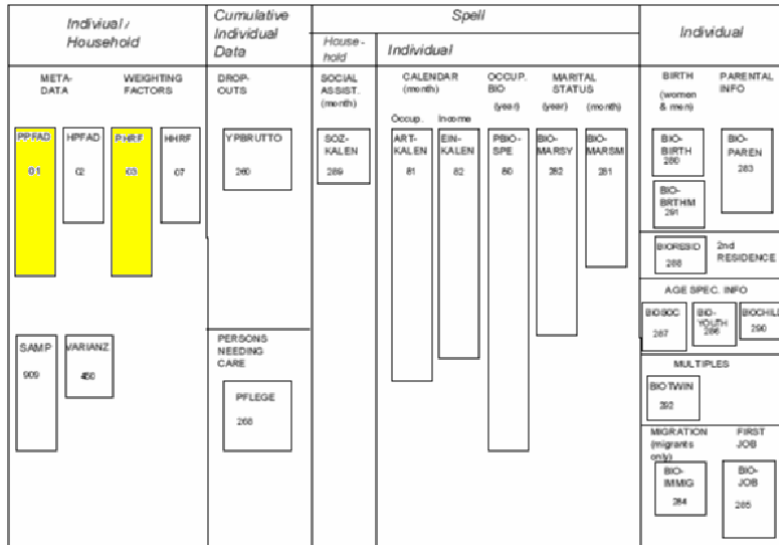 Indiviual /
Household
Cumulative
Individual
Data
Spell
House-
hold
Individual
Individual
META-
DATA
WEIGHTING
FACTORS
DROP-
OUTS
SOCIAL
ASSIST.
(month)
CALENDAR
(month)
Occup. Income
OCCUP.
BIO
(year)
MARITAL
STATUS
(year) (month)
BIRTH
(women
& men)
PARENTAL
INFO
PPFAD
01
HPFAD
02
PHRF
03
HHRF
07
YPBRUTTO
260
SOZ-
KALEN
289
ART-
KALEN
81
EIN-
KALEN
82
PBIO-
SPE
80
BIO-
MARSY
282
BIO-
MARSM
281
BIO-
BIRTH
280
BIO-
PAREN
283
BIO-
BRTHM
291
BIORESID
288
2nd
RESIDENCE
AGE SPEC. INFO
BIOSOC
287
BIO-
YOUTH
286
BIOCHILD
290
SAMP
909
VARIANZ
450
PERSONS
NEEDING
CARE
PFLEGE
268
MULTIPLES
BIOTWIN
292
MIGRATION
(migrants
only)
FIRST
JOB
BIO-
IMMIG
284
BIO-
JOB
285